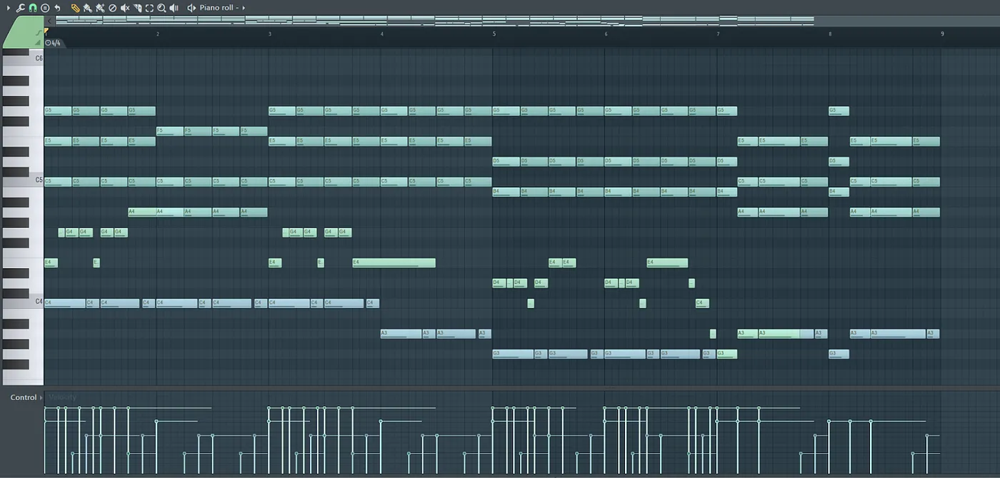 Piano roll -
2 3 4 5 6 7 8 9
4/4
C6
G5 G5 G5 G5 G5 G5 G5 G5 G5 G5 G5 G5 G5 G5 G5 G5 G5 G5 G5 G5 G5 G5
F5 F5 F5 F5
E5 E5 E5 E5 E5 E5 E5 E5 E5 E5 E5 E5 E5 E5 E5 E5 E5 E5
D5 D5 D5 D5 D5 D5 D5 D5 D5 D5
C5 C5 C5 C5 C5 C5 C5 C5 C5 C5 C5 C5 C5 C5 C5 C5 C5 C5 C5 C5 C5 C5 C5
B4 B4 B4 B4 B4 B4 B4 B4 B4 B4
A4 A4 A4 A4 A4 A4 A4 A4 A4 A4 A4
G4 G4 G4 G4 G4 G4 G4 G4
E4 E. E4 E. E4 E4 E4 E4
D4 D4 D4 D4 D4
C4 C4 C4 C4 C4 C4 C4 C4 C4 C4 C4 C4 C4 C4
A3 A3 A3 A3 A3 A3 A3 A3 A3 A3
G3 G3 G3 G3 G3 G3 G3 G3 G3 G3
Control
Velocity